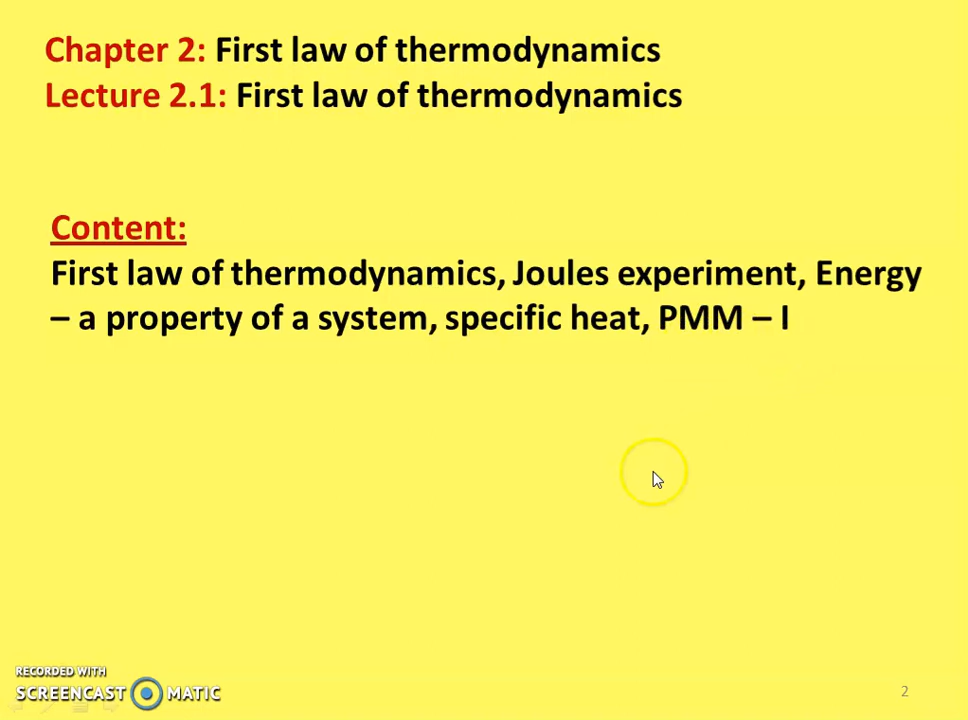 Chapter 2: First law of thermodynamics
Lecture 2.1: First law of thermodynamics
Content:
First law of thermodynamics, Joules experiment, Energy
– a property of a system, specific heat, PMM – I
RECORDED WITH
SCREENCAST MATIC
2